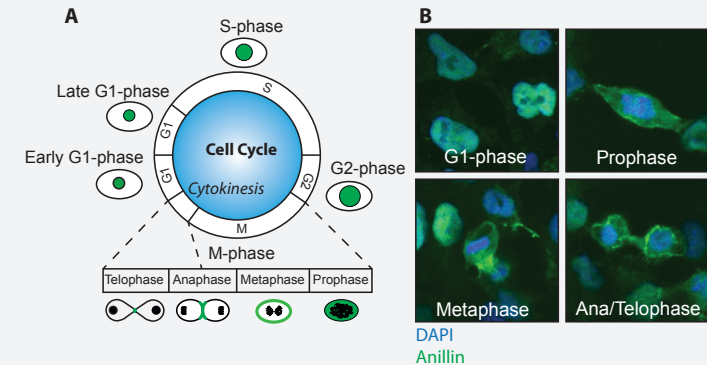 A
S-phase
Late G1-phase
Early G1-phase
G2-phase
S
G1
G1
G2
M
Cell Cycle
Cytokinesis
M-phase
Telophase Anaphase Metaphase Prophase
B
G1-phase
Prophase
Metaphase
Ana/Telophase
DAPI
Anillin